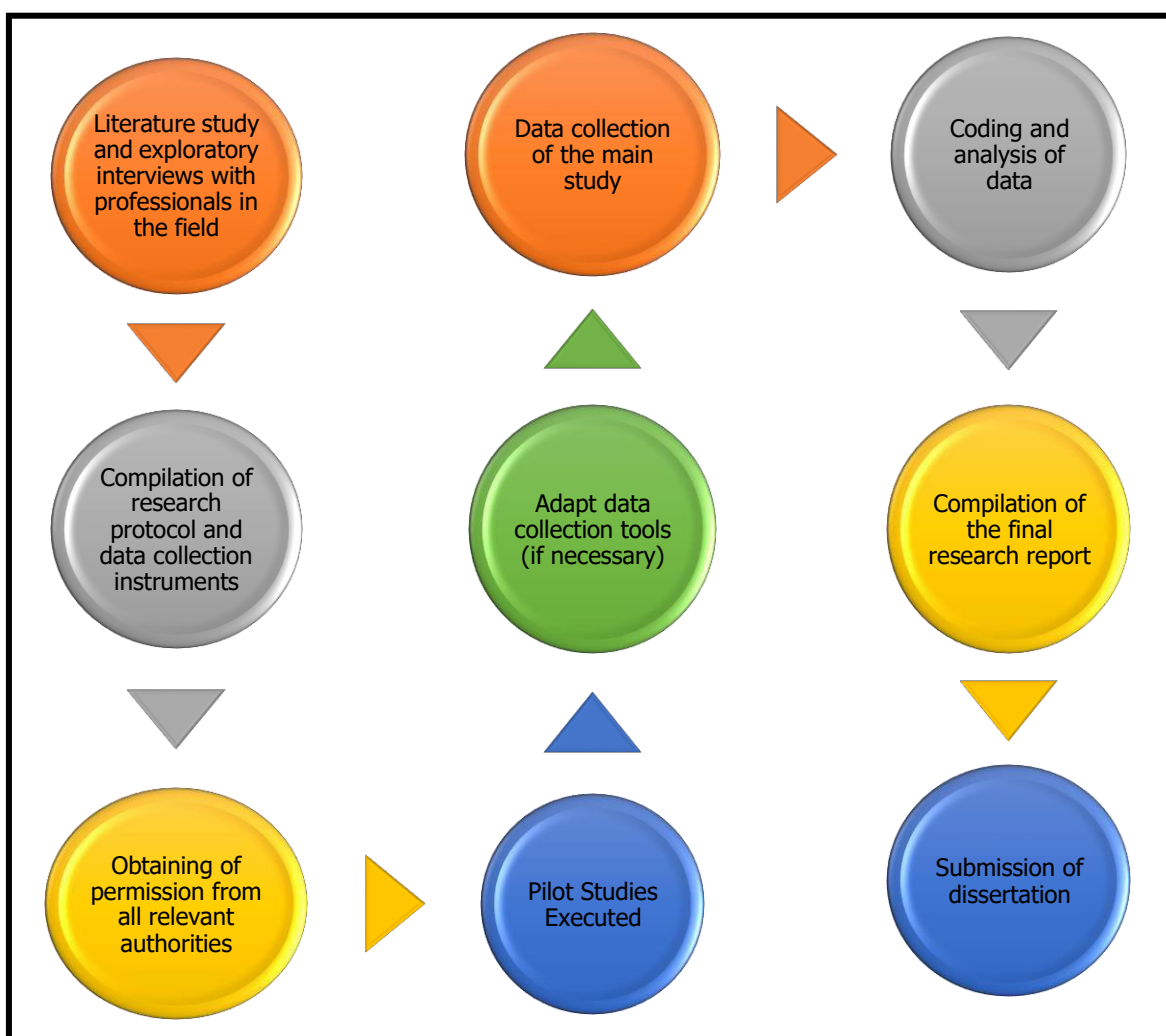 Literature study
and exploratory
interviews with
professionals in
the field
Compilation of
research
protocol and
data collection
instruments
Obtaining of
permission from
all relevant
authorities
Pilot Studies
Executed
Adapt data
collection tools
(if necessary)
Data collection
of the main
study
Coding and
analysis of
data
Compilation of
the final
research report
Submission of
dissertation